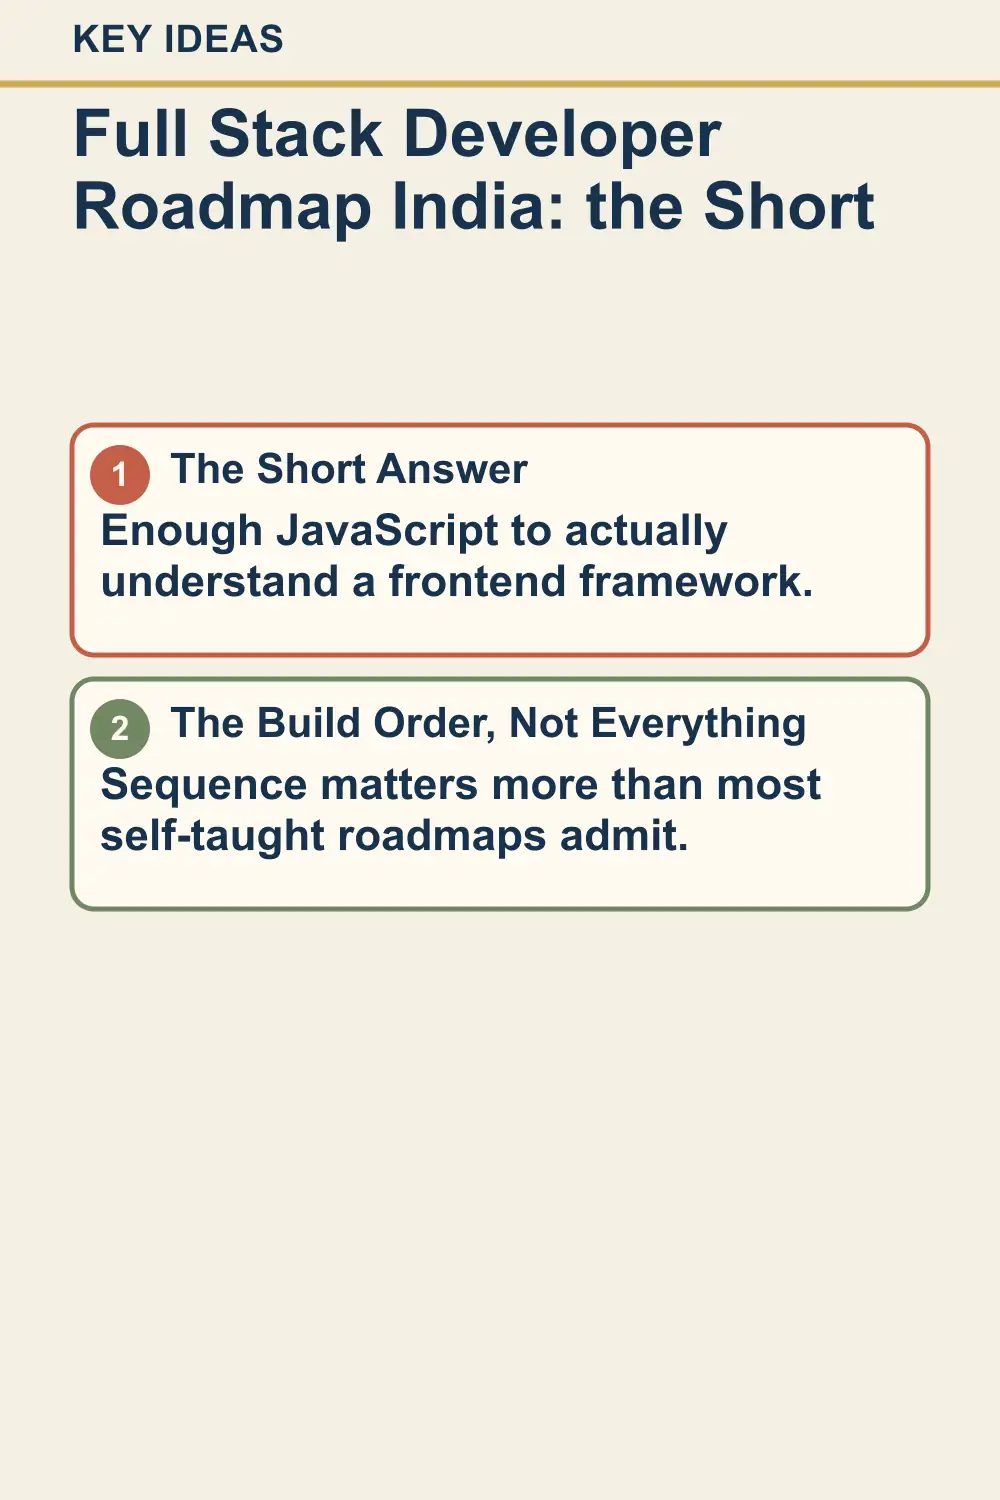 KEY IDEAS
Full Stack Developer
Roadmap India: the Short
1 The Short Answer
Enough JavaScript to actually
understand a frontend framework.
2 The Build Order, Not Everything
Sequence matters more than most
self-taught roadmaps admit.